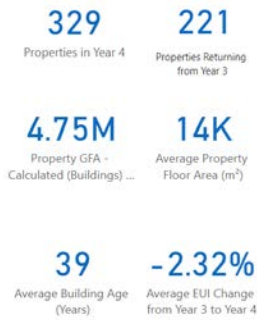 329
Properties in Year 4
221
Properties Returning
from Year 3
4.75M
Property GFA -
Calculated (Buildings) ...
14K
Average Property
Floor Area (m²)
39
Average Building Age
(Years)
-2.32%
Average EUI Change
from Year 3 to Year 4